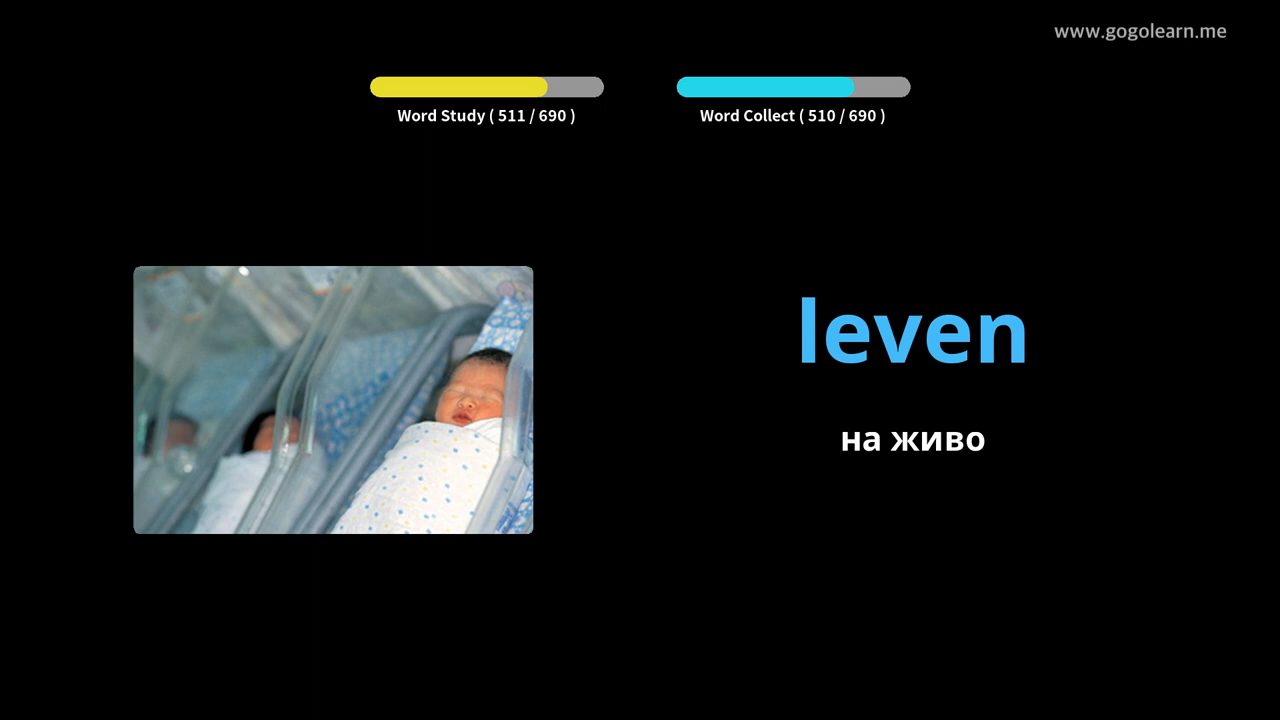 www.gogolearn.me
Word Study ( 511 / 690 )
Word Collect ( 510 / 690 )
leven
на живо